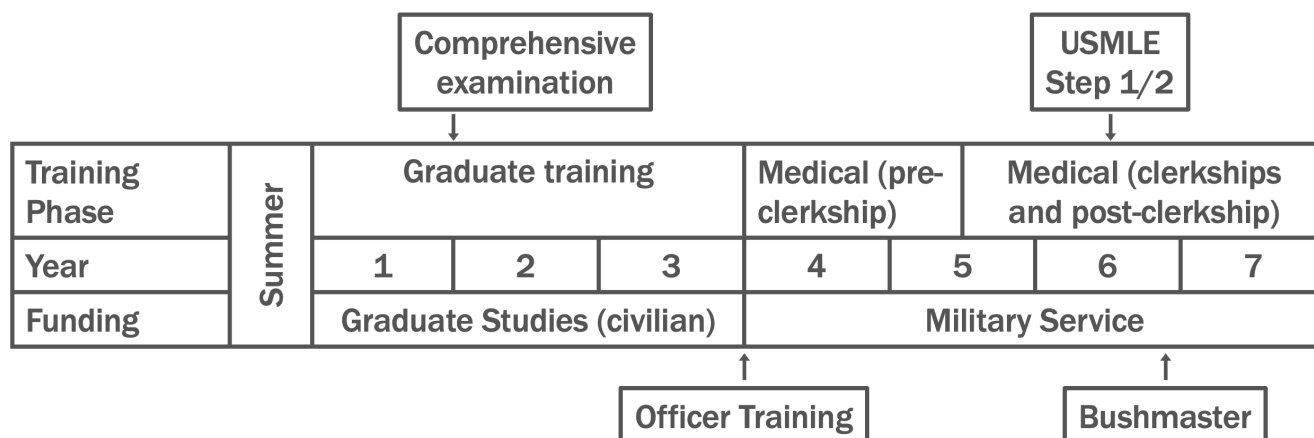 Comprehensive
examination
USMLE
Step 1/2
Training
Phase
Summer
Graduate training
Medical (pre-
clerkship)
Medical (clerkships
and post-clerkship)
Year
1
2
3
4
5
6
7
Funding
Graduate Studies (civilian)
Military Service
Officer Training
Bushmaster